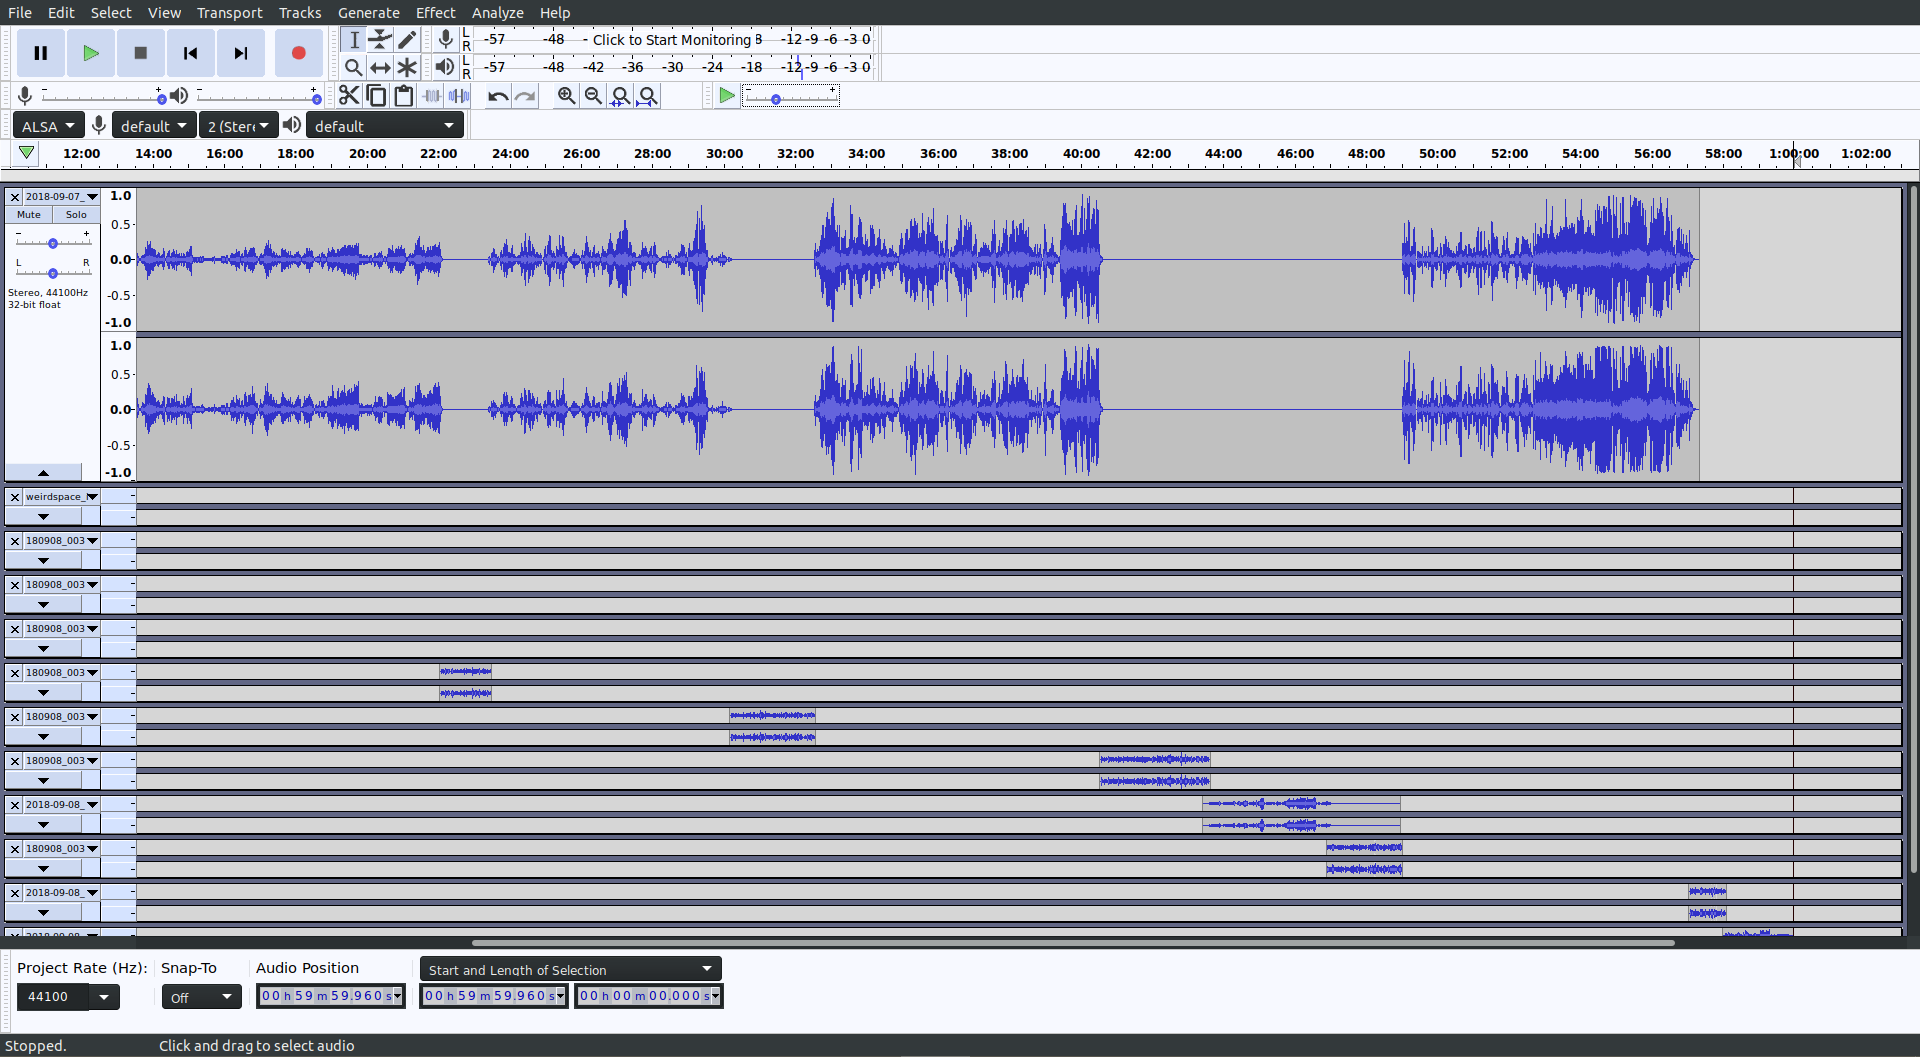 File Edit Select View Transport Tracks Generate Effect Analyze Help
L R -57 -48 - Click to Start Monitoring -12 -9 -6 -3 0
L R -57 -48 -42 -36 -30 -24 -18 -12 -9 -6 -3 0
- + - + - +
ALSA default 2 (Ster default
12:00 14:00 16:00 18:00 20:00 22:00 24:00 26:00 28:00 30:00 32:00 34:00 36:00 38:00 40:00 42:00 44:00 46:00 48:00 50:00 52:00 54:00 56:00 58:00 1:00:00 1:02:00
2018-09-07_
Mute Solo
- +
L R
Stereo, 44100Hz
32-bit float
1.0
0.5
0.0
-0.5
-1.0
1.0
0.5
0.0
-0.5
-1.0
weirdspace_
180908_003
180908_003
180908_003
180908_003
180908_003
180908_003
2018-09-08_
180908_003
2018-09-08_
2018-09-08_
Project Rate (Hz): Snap-To Audio Position Start and Length of Selection
44100 Off 00 h 59 m 59.960 s 00 h 59 m 59.960 s 00 h 00 m 00.000 s
Stopped. Click and drag to select audio